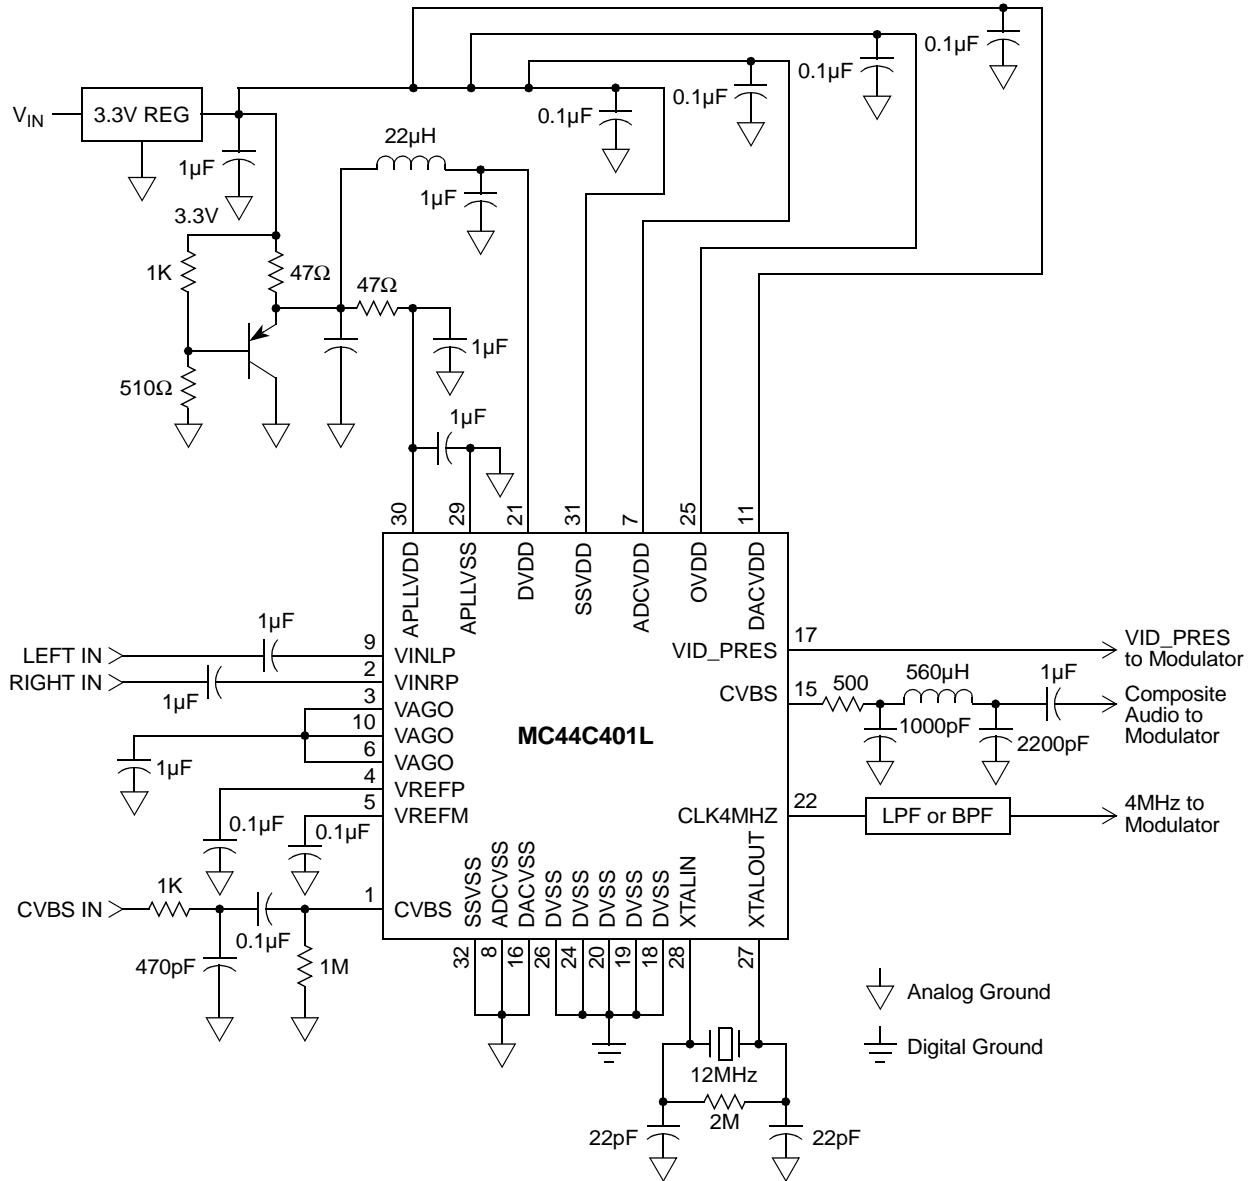 0.1µF
0.1µF
0.1µF
0.1µF
VIN
3.3V REG
1µF
22µH
1µF
3.3V
1K
47Ω
47Ω
1µF
510Ω
1µF
30
29
21
31
7
25
11
APLLVDD
APLLVSS
DVDD
SSVDD
ADCVDD
OVDD
DACVDD
LEFT IN
1µF
9
VINLP
RIGHT IN
1µF
2
VINRP
3
VAGO
10
VAGO
6
VAGO
1µF
4
VREFP
5
VREFM
0.1µF
0.1µF
CVBS IN
1K
0.1µF
1
CVBS
470pF
1M
MC44C401L
VID_PRES
17
VID_PRES
to Modulator
CVBS
15
500
560µH
1µF
1000pF
2200pF
Composite
Audio to
Modulator
CLK4MHZ
22
LPF or BPF
4MHz to
Modulator
SSVSS
ADCVSS
DACVSS
DVSS
DVSS
DVSS
DVSS
DVSS
XTALIN
XTALOUT
32
8
16
26
24
20
19
18
28
27
12MHz
2M
22pF
22pF
Analog Ground
Digital Ground